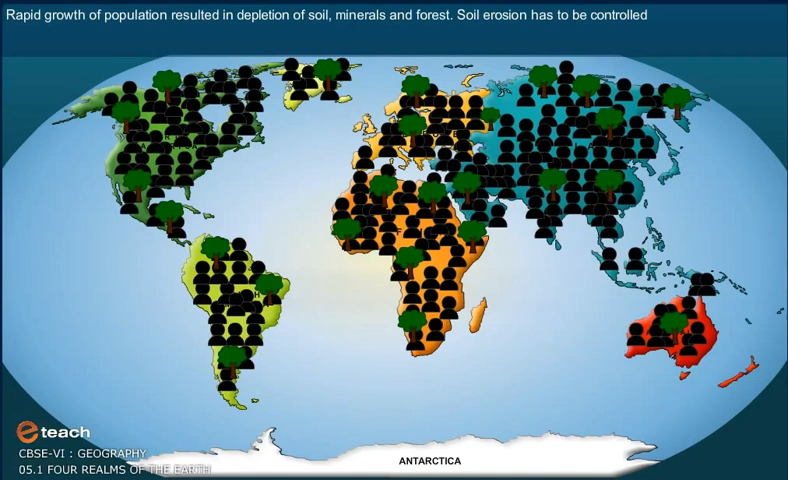 Rapid growth of population resulted in depletion of soil, minerals and forest. Soil erosion has to be controlled
e teach
CBSE-VI : GEOGRAPHY
05.1 FOUR REALMS OF THE EARTH
ANTARCTICA